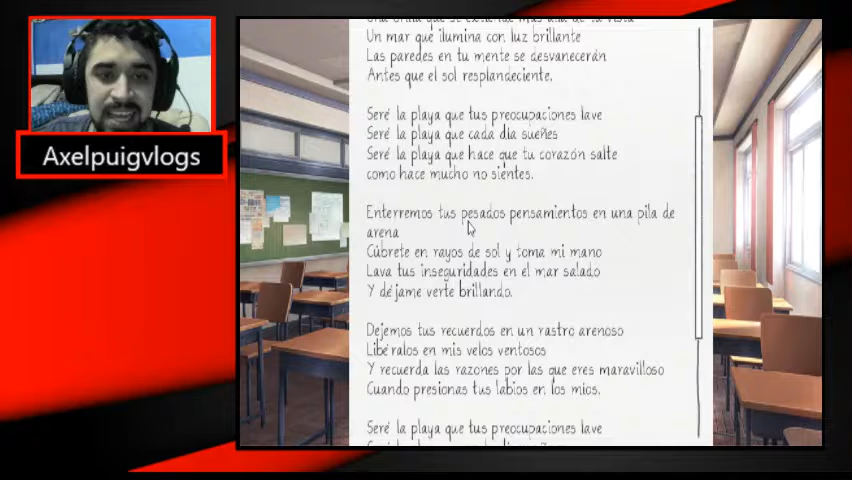 Un mar que ilumina con luz brillante
Las paredes en tu mente se desvanecerán
Antes que el sol resplandeciente.
Seré la playa que tus preocupaciones lave
Axelpuigvlogs
Seré la playa que cada día sueñes
Seré la playa que hace que tu corazón salte
como hace mucho no sientes.
Enterremos tus pesados pensamientos en una pila de
arena
Cúbrete en rayos de sol y toma mi mano
Lava tus inseguridades en el mar salado
Y déjame verte brillando.
Dejemos tus recuerdos en un rastro arenoso
Libéralos en mis velos ventosos
Y recuerda las razones por las que eres maravilloso
Cuando presionas tus labios en los míos.
Seré la playa que tus preocupaciones lave